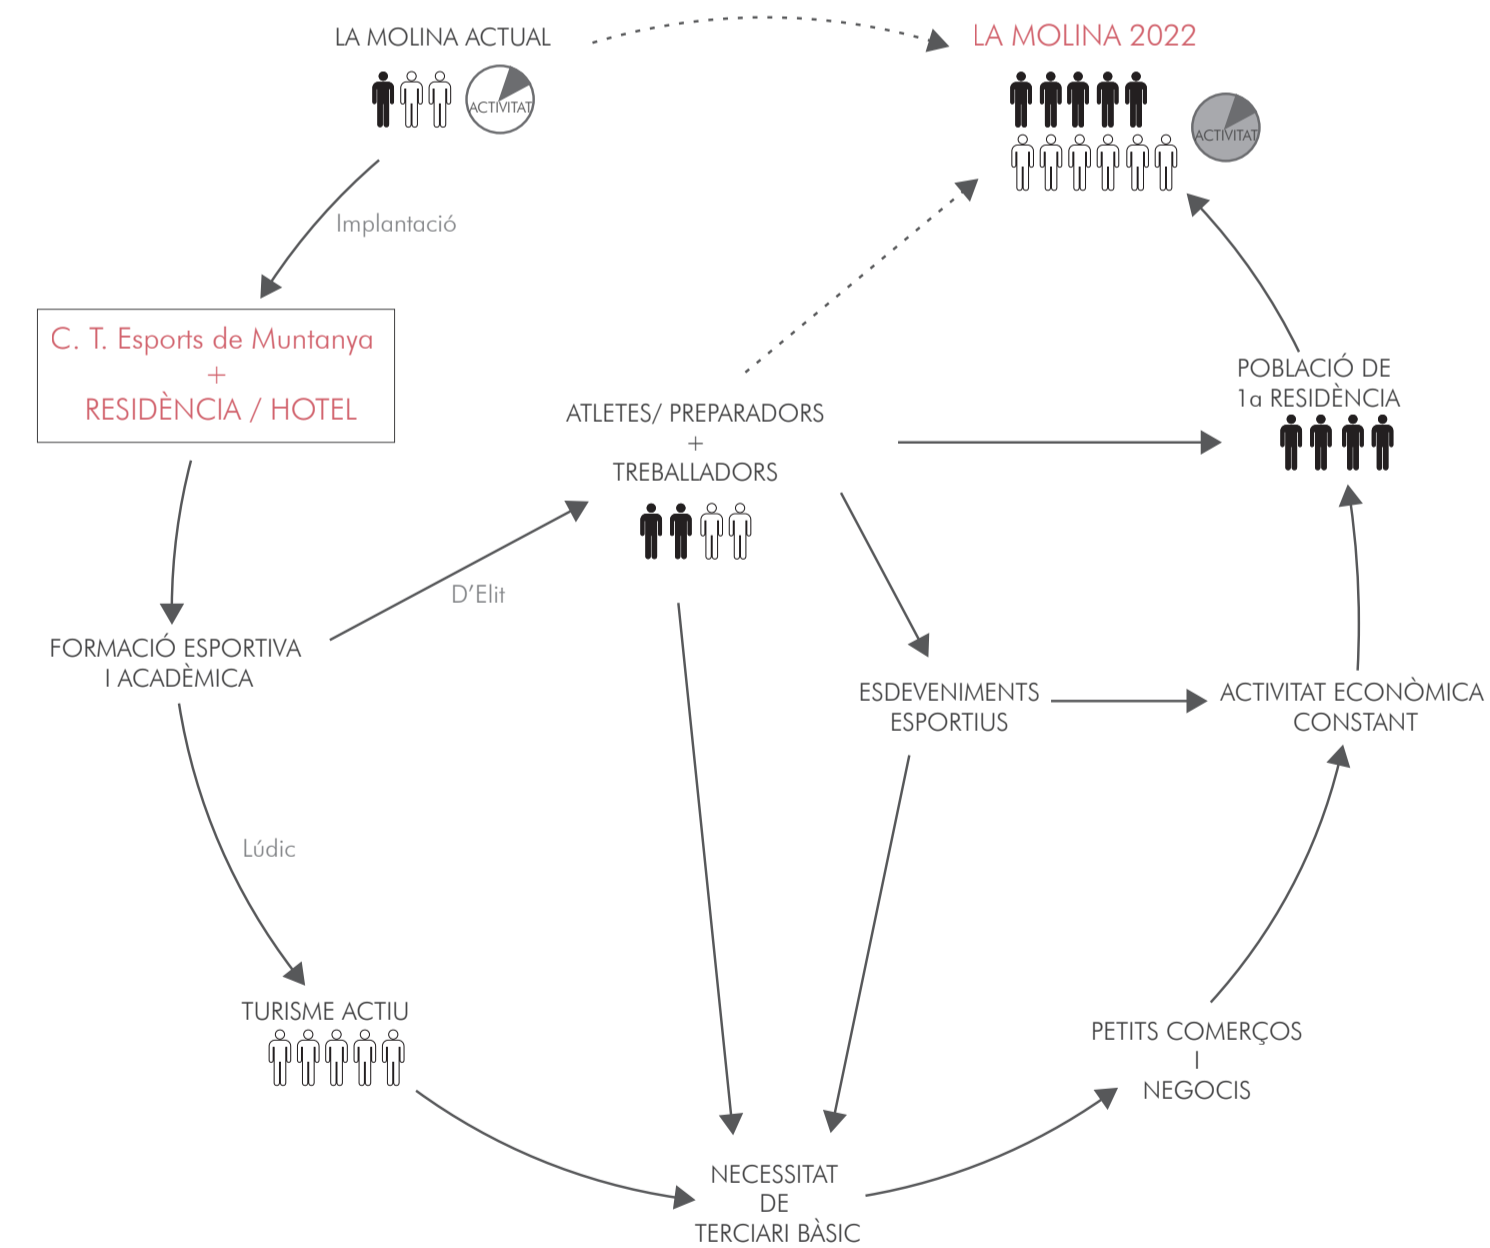 LA MOLINA ACTUAL
ACTIVITAT
LA MOLINA 2022
ACTIVITAT
Implantació
C. T. Esports de Muntanya
+
RESIDÈNCIA / HOTEL
POBLACIÓ DE
1a RESIDÈNCIA
ATLETES/ PREPARADORS
+
TREBALLADORS
D'Elit
FORMACIÓ ESPORTIVA
I ACADÈMICA
ESDEVENIMENTS
ESPORTIUS
ACTIVITAT ECONÒMICA
CONSTANT
Lúdic
TURISME ACTIU
PETITS COMERÇOS
I
NEGOCIS
NECESSITAT
DE
TERCIARI BÀSIC